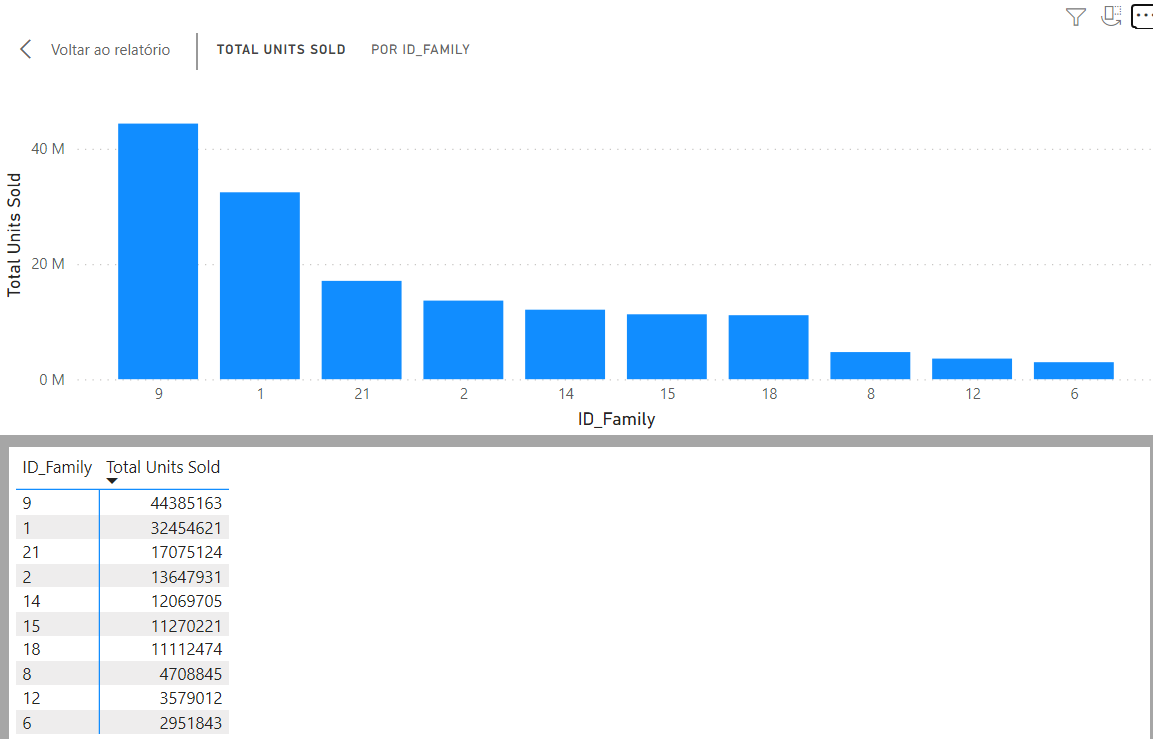 Voltar ao relatório TOTAL UNITS SOLD POR ID_FAMILY
Total Units Sold
40 M
20 M
0 M
9 1 21 2 14 15 18 8 12 6
ID_Family
ID_Family Total Units Sold
9 44385163
1 32454621
21 17075124
2 13647931
14 12069705
15 11270221
18 11112474
8 4708845
12 3579012
6 2951843